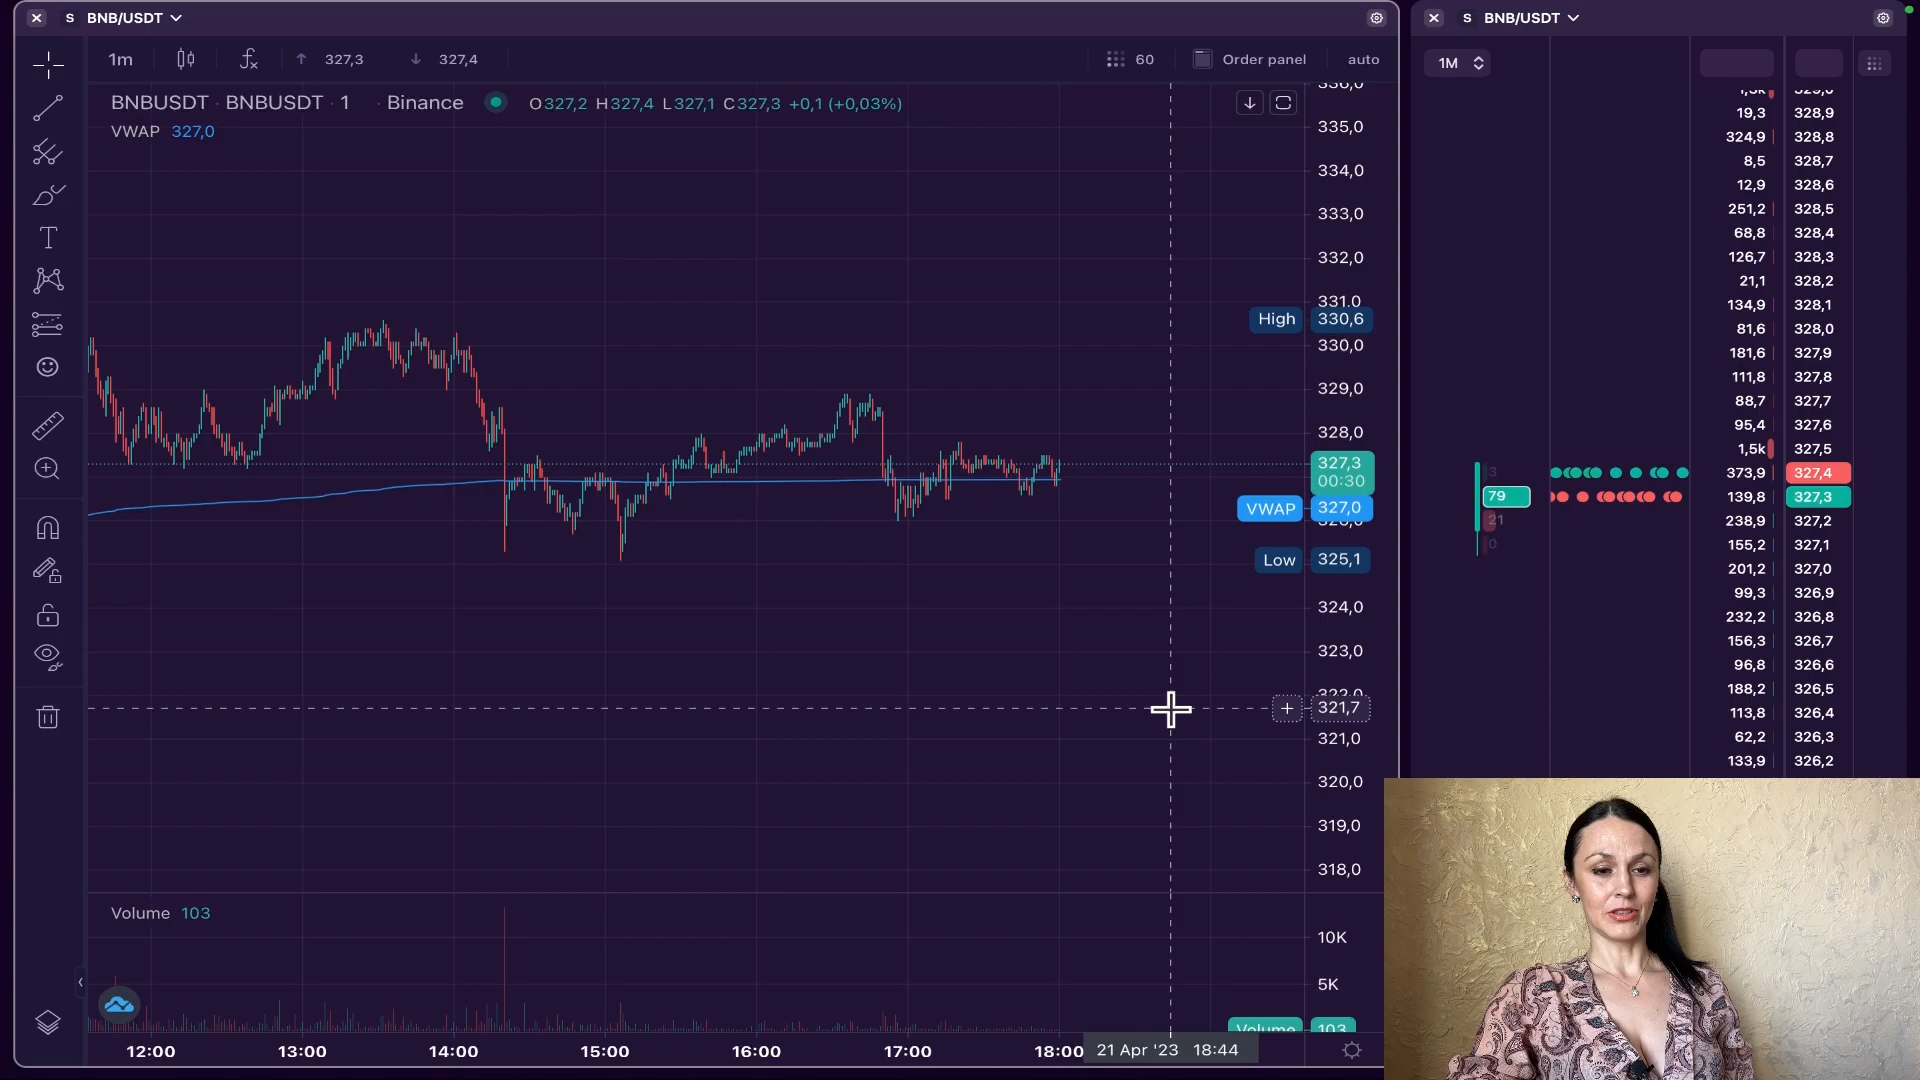 S BNB/USDT
1m
327,3
327,4
60
Order panel
auto
BNBUSDT · BNBUSDT · 1 · Binance
O327,2 H327,4 L327,1 C327,3 +0,1 (+0,03%)
VWAP 327,0
335,0
334,0
333,0
332,0
331,0
High 330,6
330,0
329,0
328,0
327,3
00:30
VWAP 327,0
Low 325,1
324,0
323,0
322,0
+ 321,7
321,0
320,0
319,0
318,0
Volume 103
10K
5K
Volume 103
12:00 13:00 14:00 15:00 16:00 17:00 18:00 21 Apr '23 18:44
S BNB/USDT
1M
19,3 328,9
324,9 328,8
8,5 328,7
12,9 328,6
251,2 328,5
68,8 328,4
126,7 328,3
21,1 328,2
134,9 328,1
81,6 328,0
181,6 327,9
111,8 327,8
88,7 327,7
95,4 327,6
1,5k 327,5
3 373,9 327,4
79 139,8 327,3
21 238,9 327,2
0 155,2 327,1
201,2 327,0
99,3 326,9
232,2 326,8
156,3 326,7
96,8 326,6
188,2 326,5
113,8 326,4
62,2 326,3
133,9 326,2